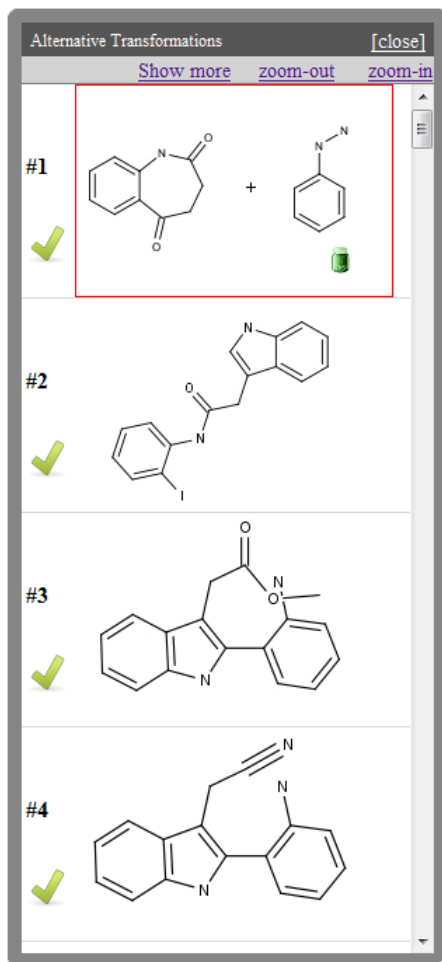 Alternative Transformations [close]
Show more zoom-out zoom-in
#1
N O N N
+
O
#2
N
O
N
I
#3
O
N
O
N
#4
N
N
N